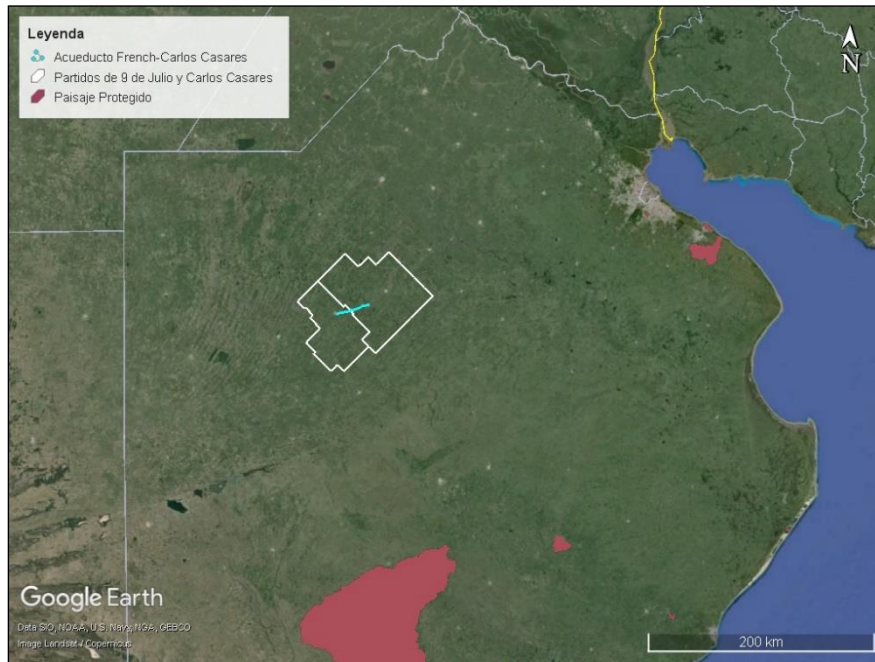 Leyenda
Acueducto French-Carlos Casares
Partidos de 9 de Julio y Carlos Casares
Paisaje Protegido
N
Google Earth
Data SIO, NOAA, U.S. Navy, NGA, GEBCO
Image Landsat / Copernicus
200 km